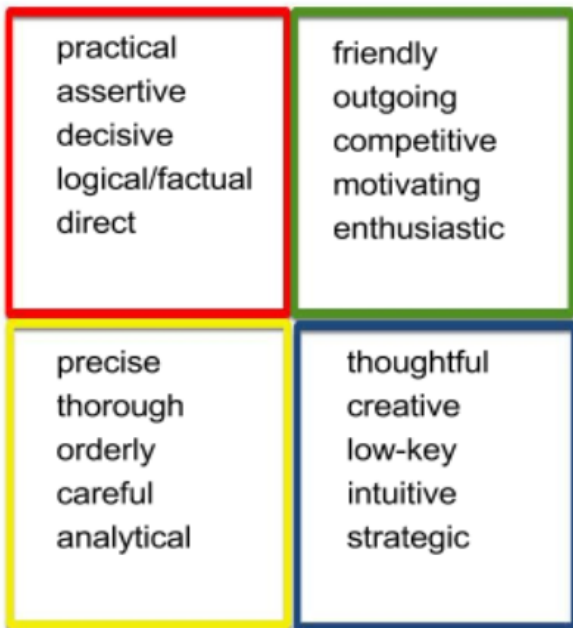 practical
assertive
decisive
logical/factual
direct
friendly
outgoing
competitive
motivating
enthusiastic
precise
thorough
orderly
careful
analytical
thoughtful
creative
low-key
intuitive
strategic